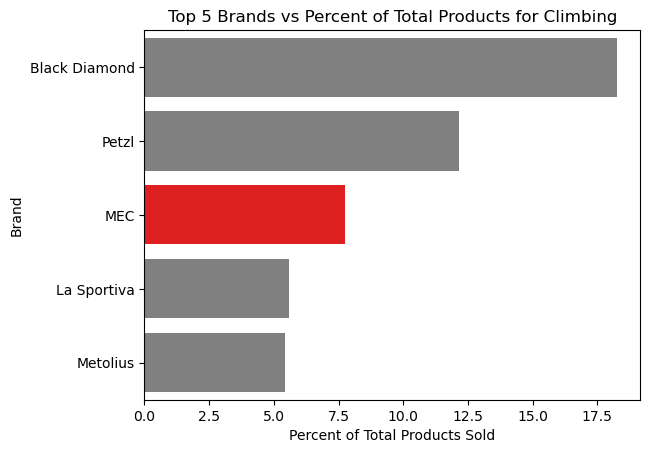 Top 5 Brands vs Percent of Total Products for Climbing
Brand
Black Diamond
Petzl
MEC
La Sportiva
Metolius
0.0 2.5 5.0 7.5 10.0 12.5 15.0 17.5
Percent of Total Products Sold